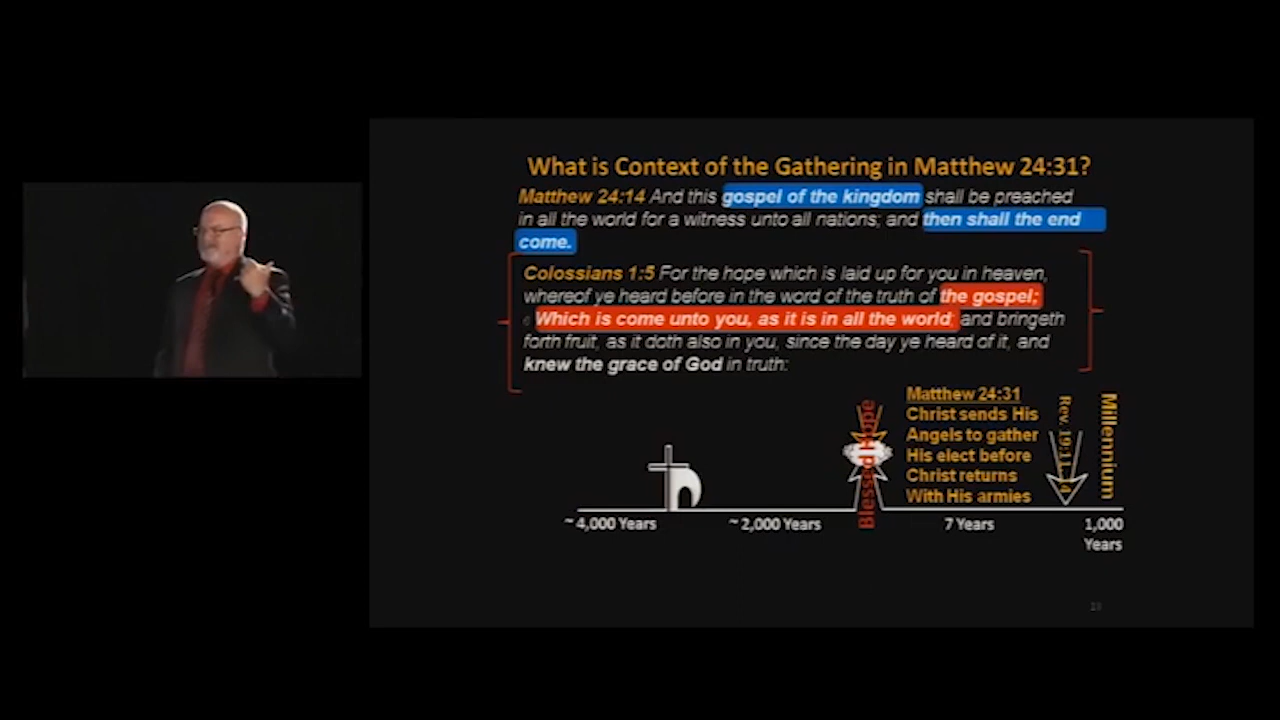 What is Context of the Gathering in Matthew 24:31?
Matthew 24:14 And this gospel of the kingdom shall be preached
in all the world for a witness unto all nations; and then shall the end
come.
Colossians 1:5 For the hope which is laid up for you in heaven,
whereof ye heard before in the word of the truth of the gospel;
6 Which is come unto you, as it is in all the world; and bringeth
forth fruit, as it doth also in you, since the day ye heard of it, and
knew the grace of God in truth:
Matthew 24:31
Christ sends His
Angels to gather
His elect before
Christ returns
With His armies
Blessed Hope
Rev. 19:11-14
Millennium
~ 4,000 Years
~ 2,000 Years
7 Years
1,000
Years